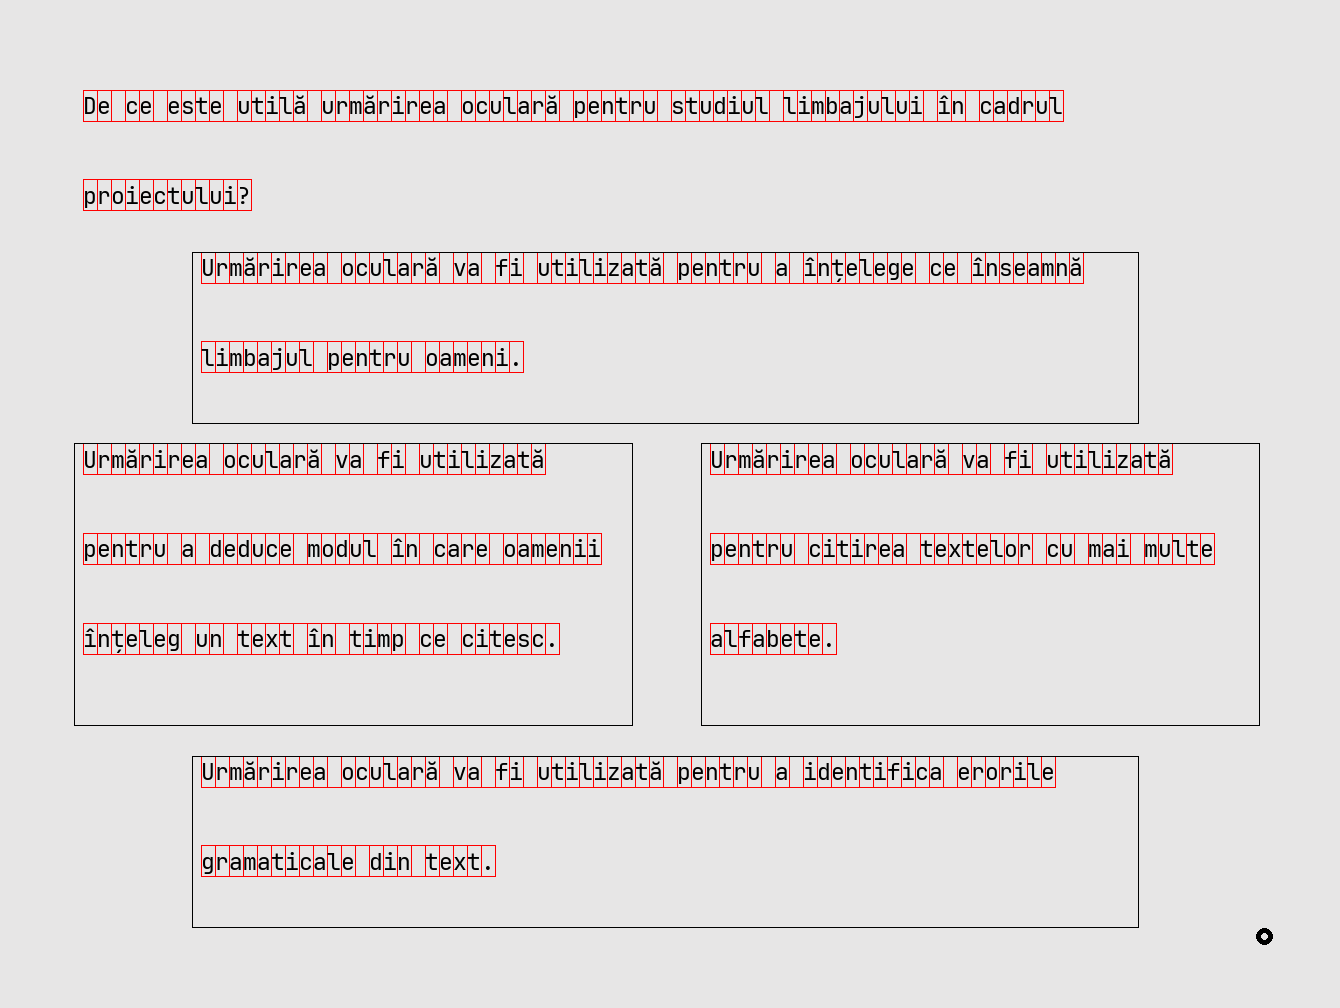 De ce este utilă urmărirea oculară pentru studiul limbajului în cadrul
proiectului?
Urmărirea oculară va fi utilizată pentru a înțelege ce înseamnă
limbajul pentru oameni.
Urmărirea oculară va fi utilizată
pentru a deduce modul în care oamenii
înțeleg un text în timp ce citesc.
Urmărirea oculară va fi utilizată
pentru citirea textelor cu mai multe
alfabete.
Urmărirea oculară va fi utilizată pentru a identifica erorile
gramaticale din text.